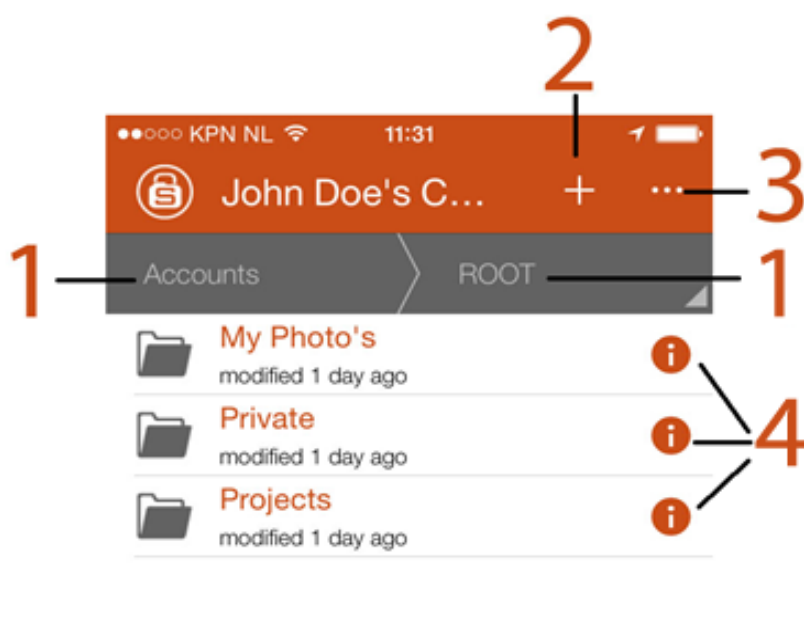 2
KPN NL 11:31
S John Doe's C... + ... 3
1 Accounts ROOT 1
My Photo's
modified 1 day ago
Private
modified 1 day ago
4
Projects
modified 1 day ago